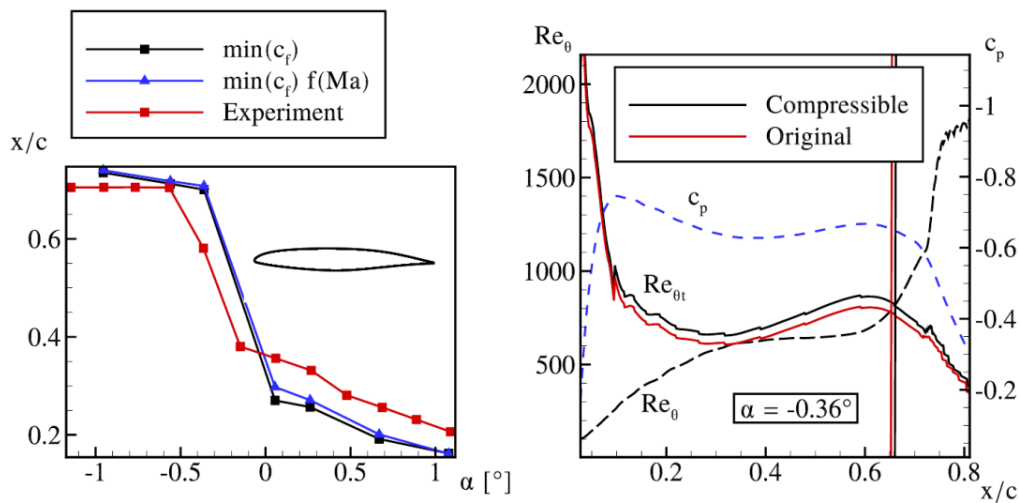 min(c_f)
min(c_f) f(Ma)
Experiment
x/c
0.6
0.4
0.2
-1
-0.5
0
0.5
1
α [°]
Re_θ
c_p
2000
1500
1000
500
Compressible
Original
c_p
Re_θt
Re_θ
α = -0.36°
-1
-0.8
-0.6
-0.4
-0.2
0.2
0.4
0.6
0.8
x/c